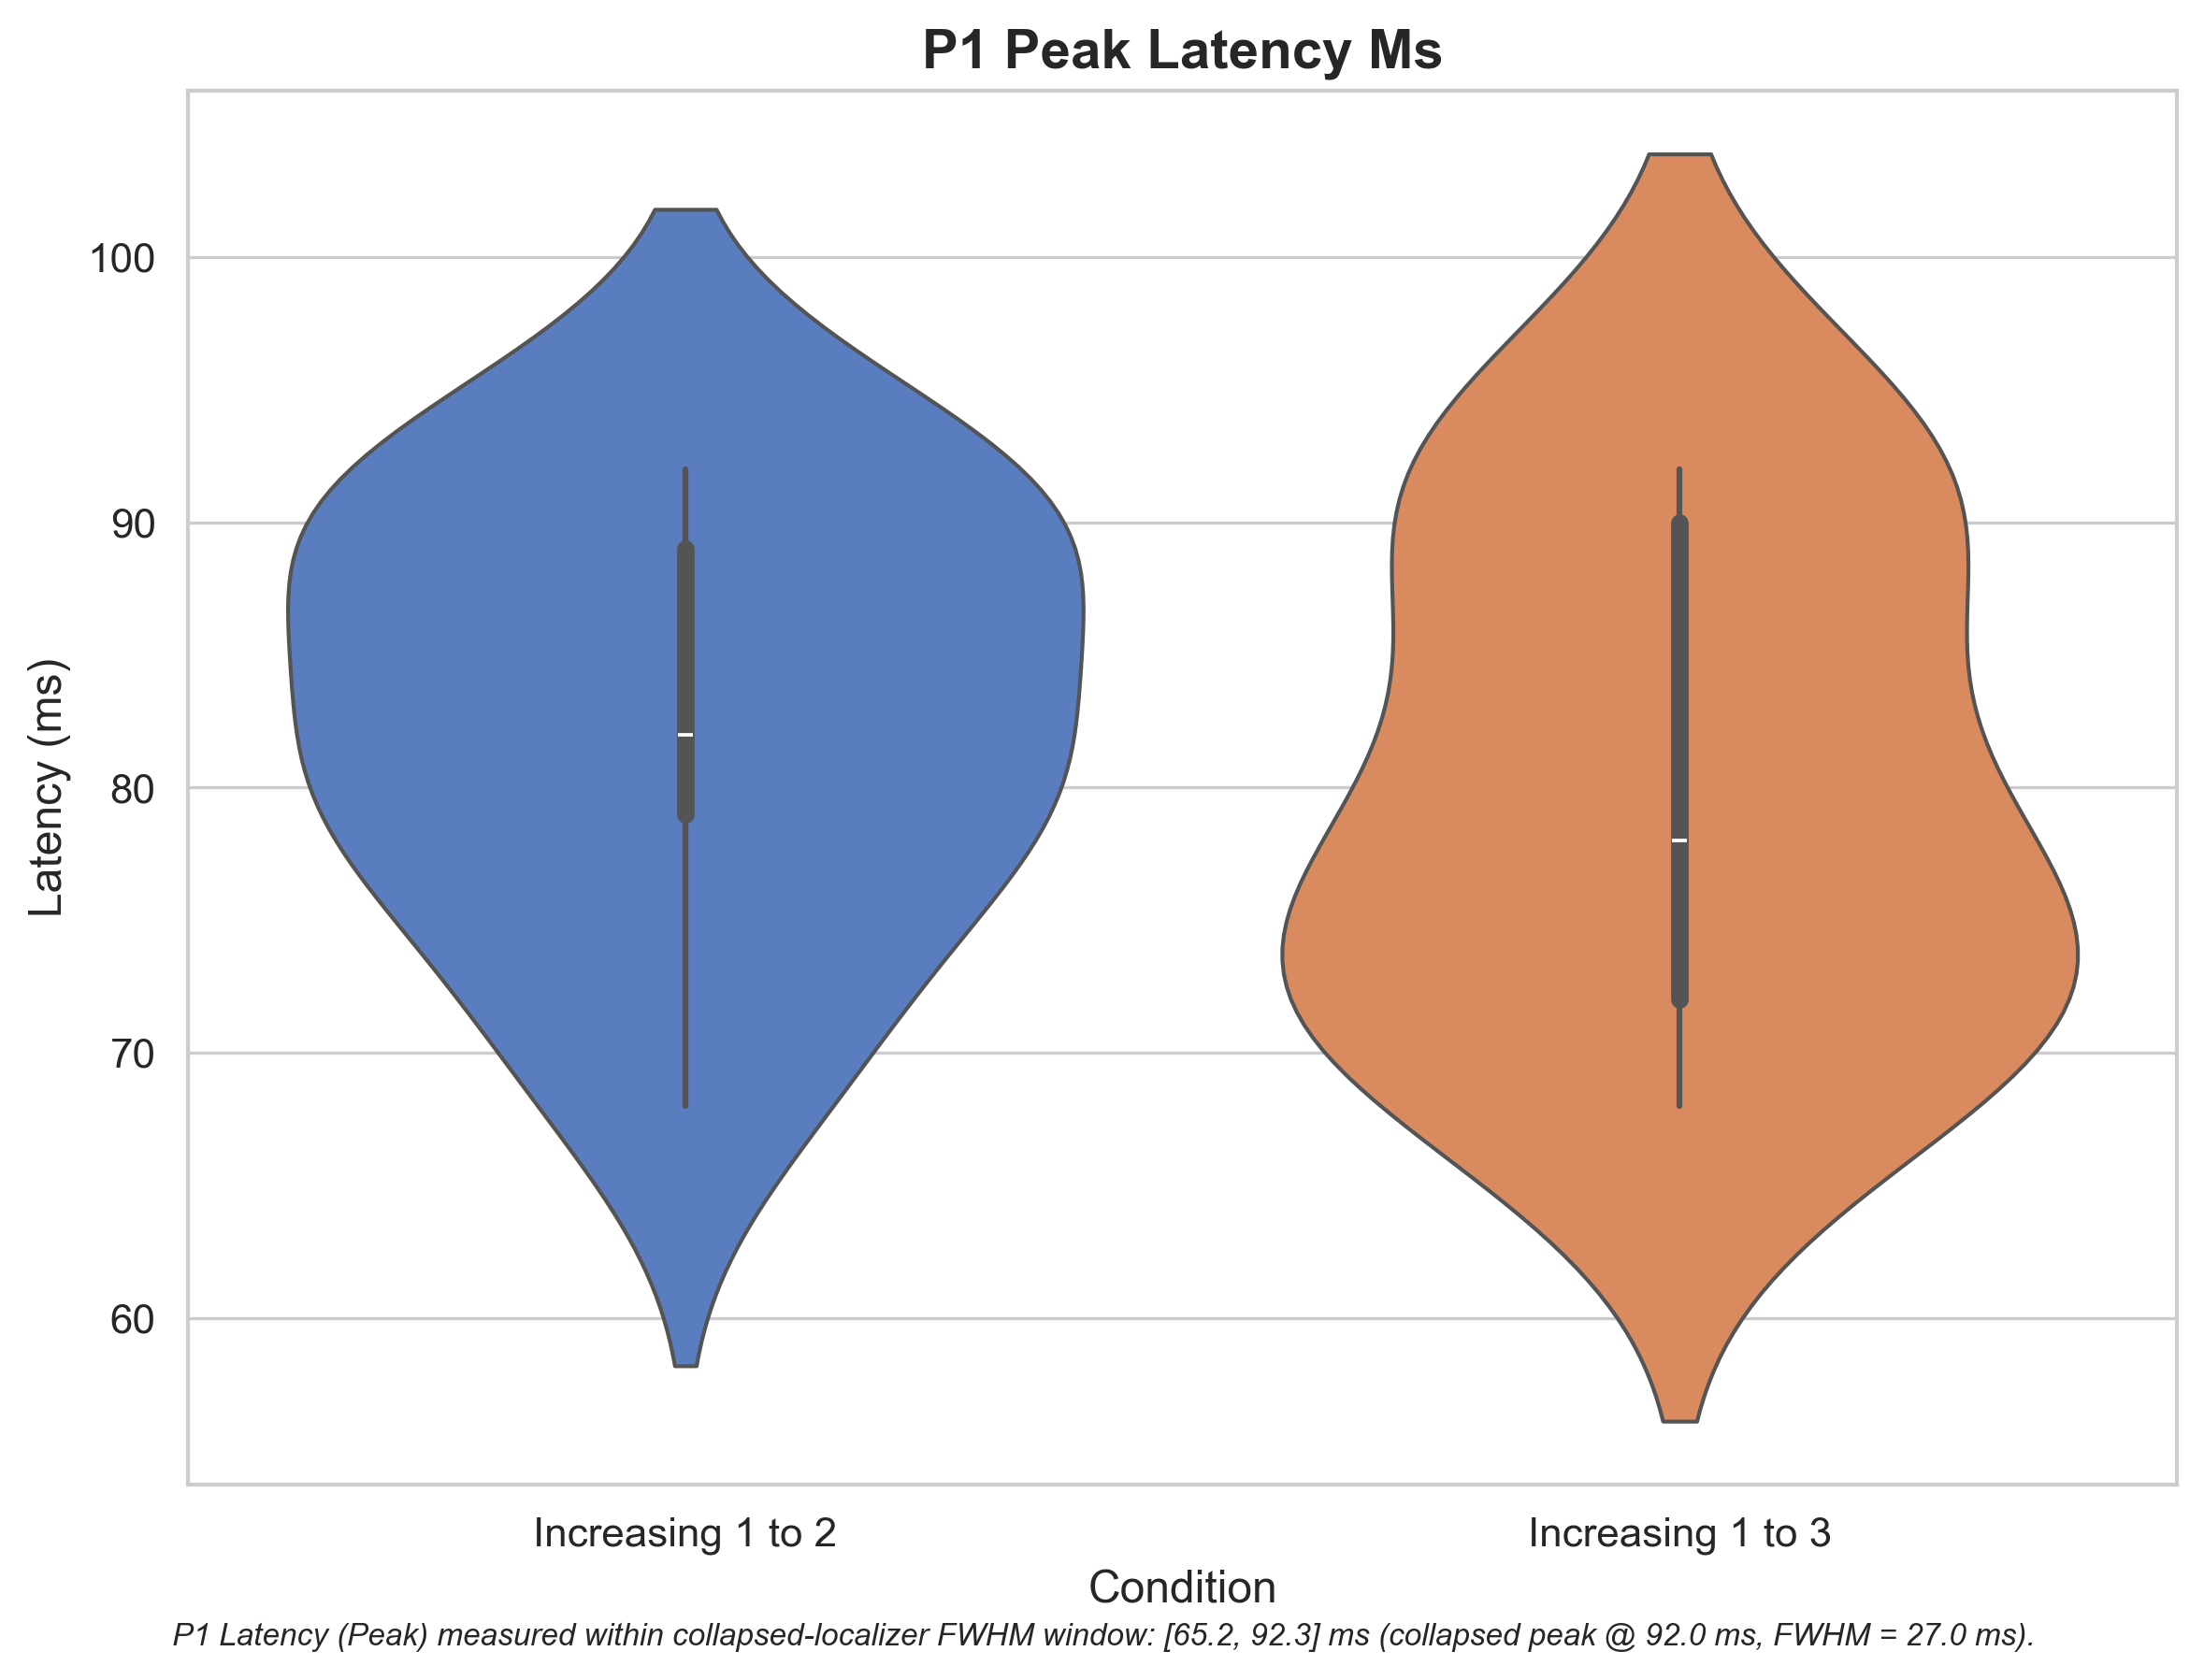 P1 Peak Latency Ms
100
90
80
70
60
Latency (ms)
Increasing 1 to 2
Increasing 1 to 3
Condition
P1 Latency (Peak) measured within collapsed-localizer FWHM window: [65.2, 92.3] ms (collapsed peak @ 92.0 ms, FWHM = 27.0 ms).